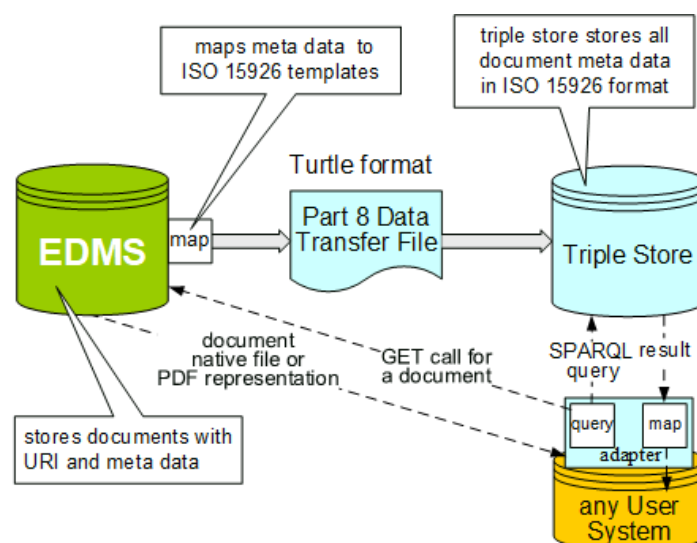 maps meta data to
ISO 15926 templates
triple store stores all
document meta data
in ISO 15926 format
Turtle format
EDMS
map
Part 8 Data
Transfer File
Triple Store
document
native file or
PDF representation
GET call for
a document
SPARQL
query
result
stores documents with
URI and meta data
query
map
adapter
any User
System